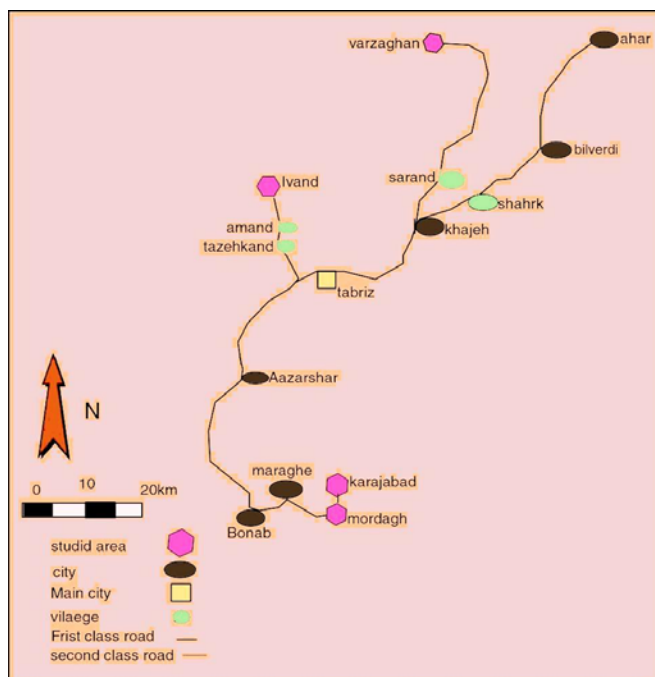 varzaghan
ahar
bilverdi
sarand
shahrk
Ivand
amand
tazehkand
khajeh
tabriz
Aazarshar
N
maraghe
karajabad
mordagh
Bonab
0 10 20km
studid area
city
Main city
vilaege
Frist class road
second class road